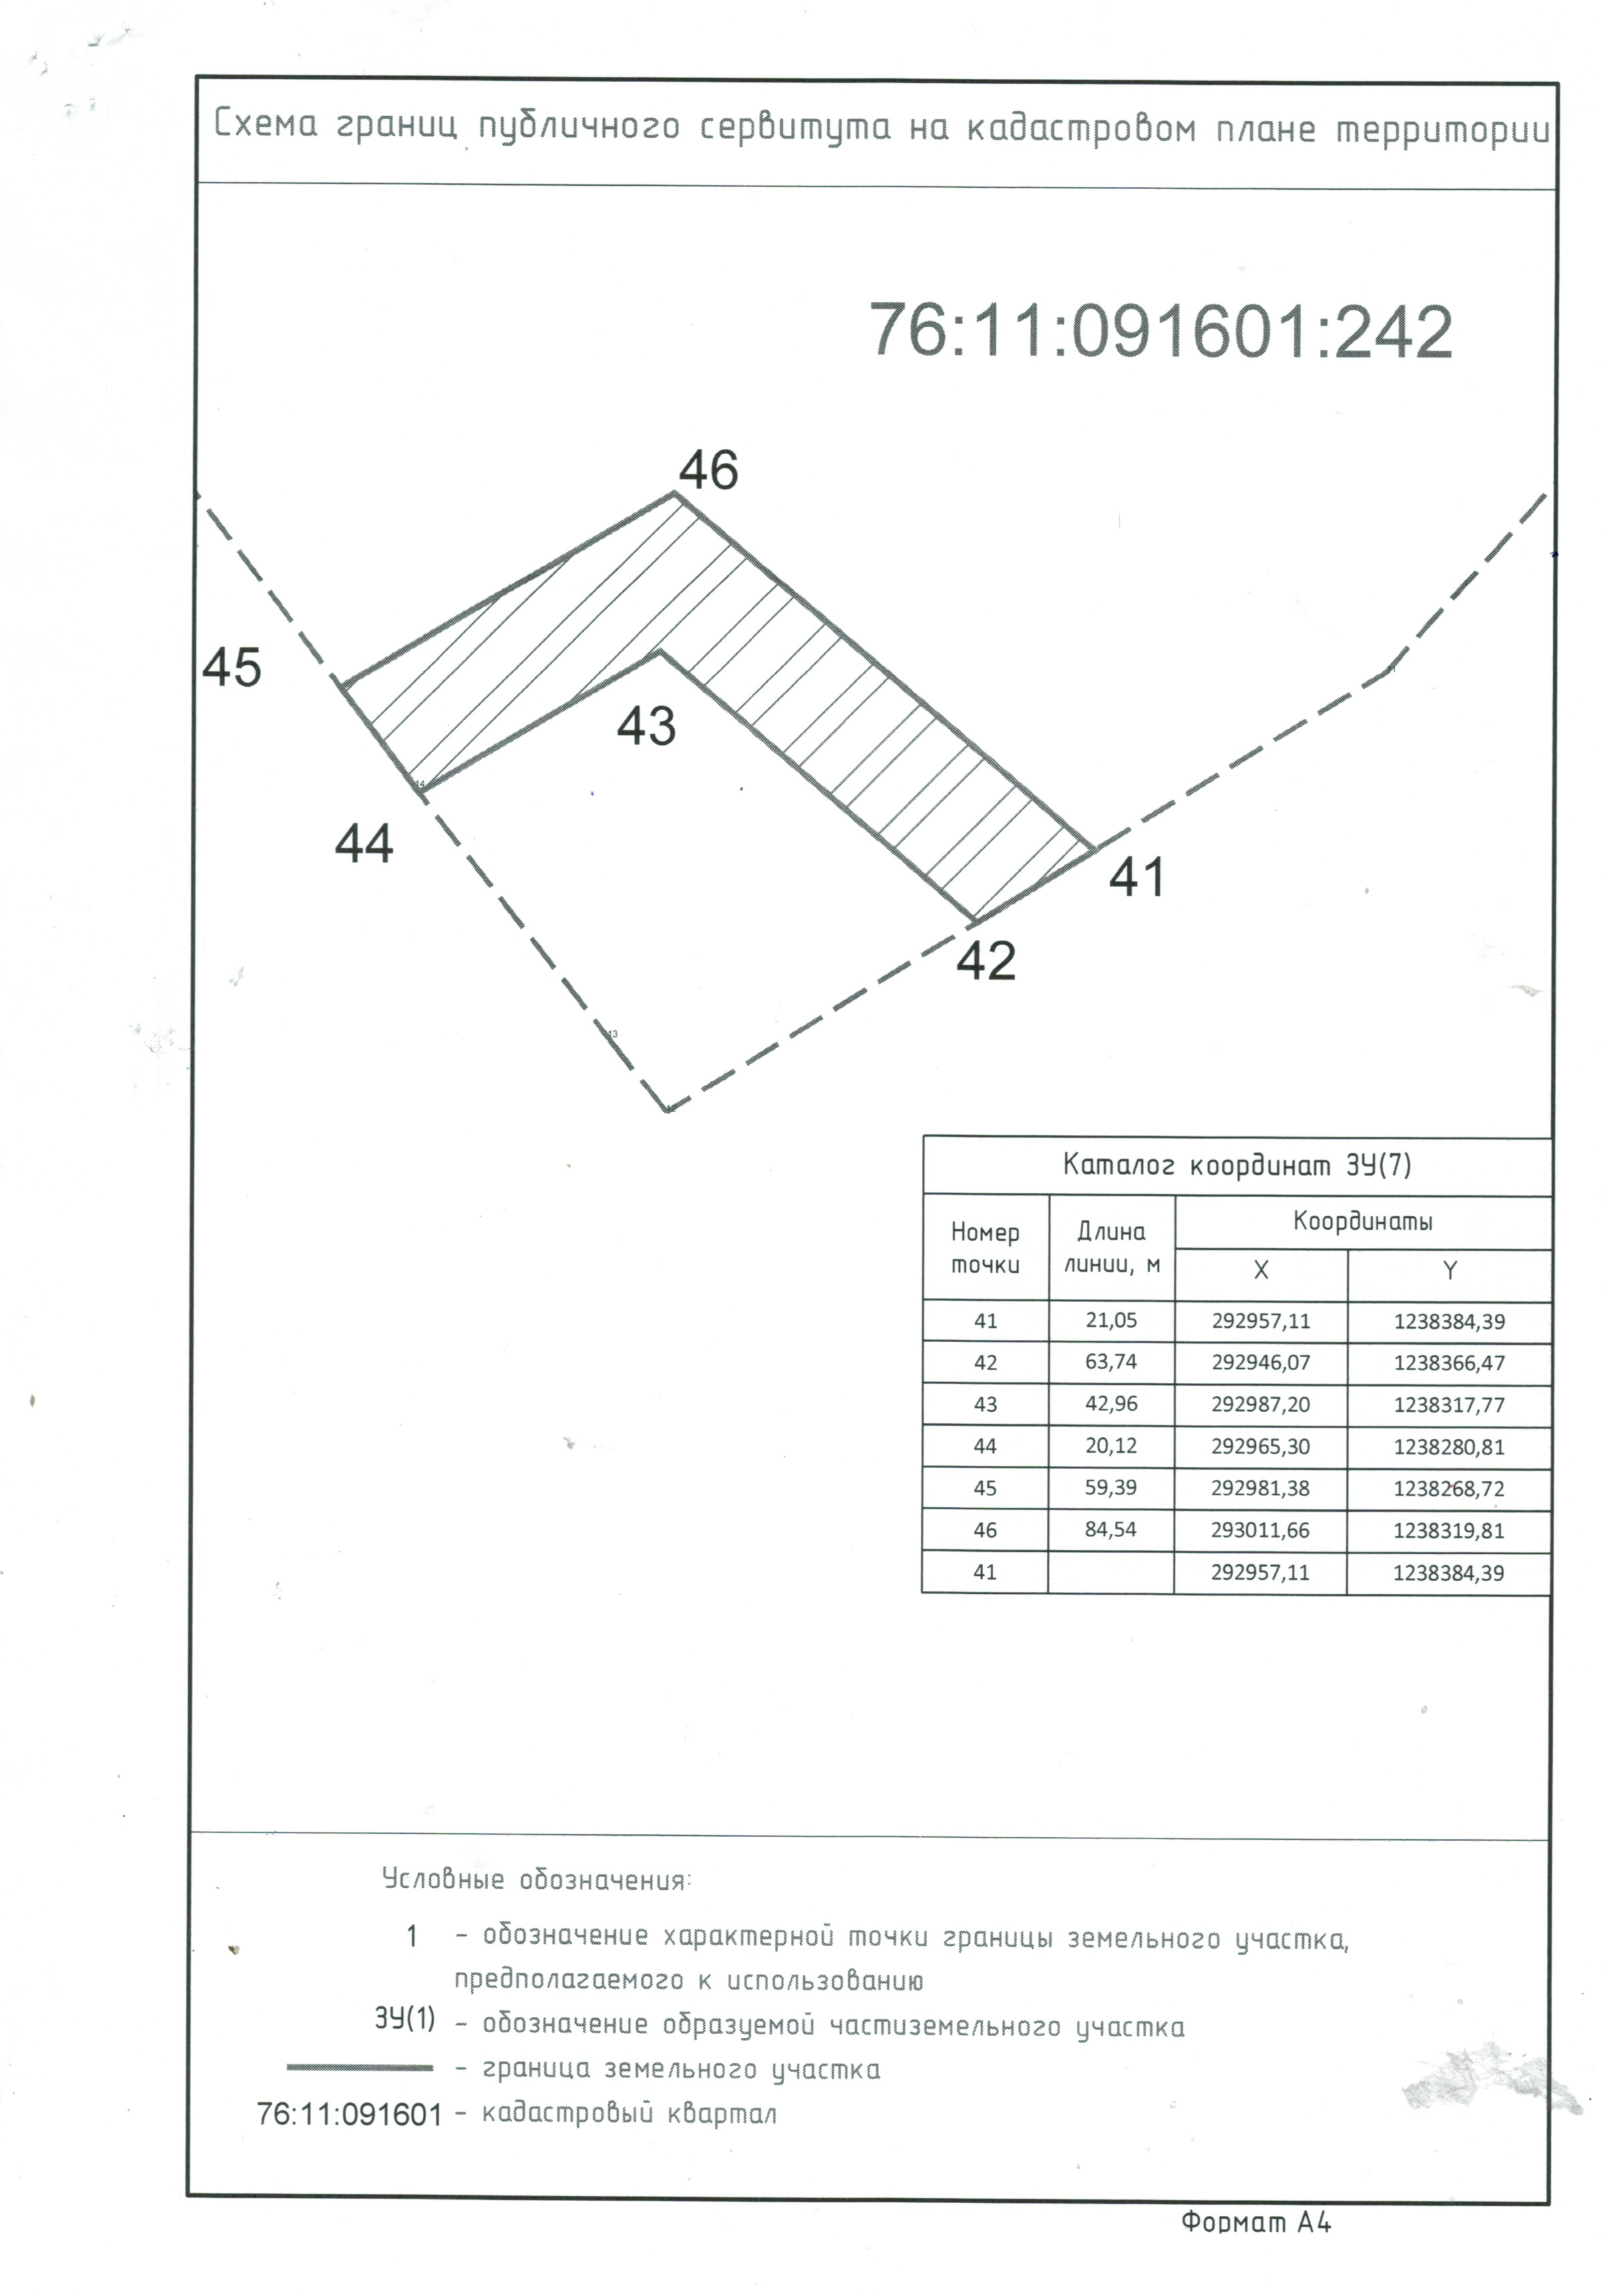 Схема границ публичного сервитута на кадастровом плане территории
76:11:091601:242
46
45
43
44
41
42
Каталог координат ЗУ(7)
Номер точки Длина линии, м Координаты
X Y
41 21,05 292957,11 1238384,39
42 63,74 292946,07 1238366,47
43 42,96 292987,20 1238317,77
44 20,12 292965,30 1238280,81
45 59,39 292981,38 1238268,72
46 84,54 293011,66 1238319,81
41 292957,11 1238384,39
Условные обозначения:
1 – обозначение характерной точки границы земельного участка,
предполагаемого к использованию
ЗУ(1) – обозначение образуемой частиземельного участка
– граница земельного участка
76:11:091601 – кадастровый квартал
Формат А4